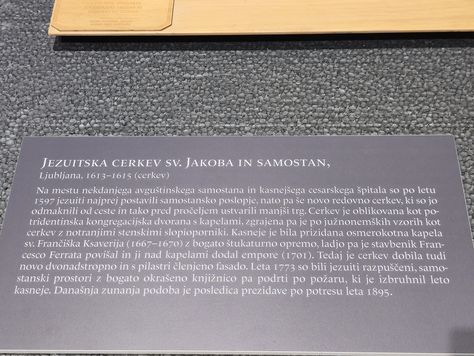 JEZUITSKA CERKEV SV. JAKOBA IN SAMOSTAN,
Ljubljana, 1613–1615 (cerkev)
Na mestu nekdanjega avguštinskega samostana in kasnejšega cesarskega špitala so po letu
1597 jezuiti najprej postavili samostansko poslopje, nato pa še novo redovno cerkev, ki so jo
odmaknili od ceste in tako pred pročeljem ustvarili manjši trg. Cerkev je oblikovana kot po-
tridentinska kongregacijska dvorana s kapelami, zgrajena pa je po južnonemških vzorih kot
cerkev z notranjimi stenskimi slopioporniki. Kasneje je bila prizidana osmerokotna kapela
sv. Frančiška Ksaverija (1667–1670) z bogato štukaturno opremo, ladjo pa je stavbenik Fran-
cesco Ferrata povišal in ji nad kapelami dodal empore (1701). Tedaj je cerkev dobila tudi
novo dvonadstropno in s pilastri členjeno fasado. Leta 1773 so bili jezuiti razpuščeni, samo-
stanski prostori z bogato okrašeno knjižnico pa podrti po požaru, ki je izbruhnil leto
kasneje. Današnja zunanja podoba je posledica prezidave po potresu leta 1895.